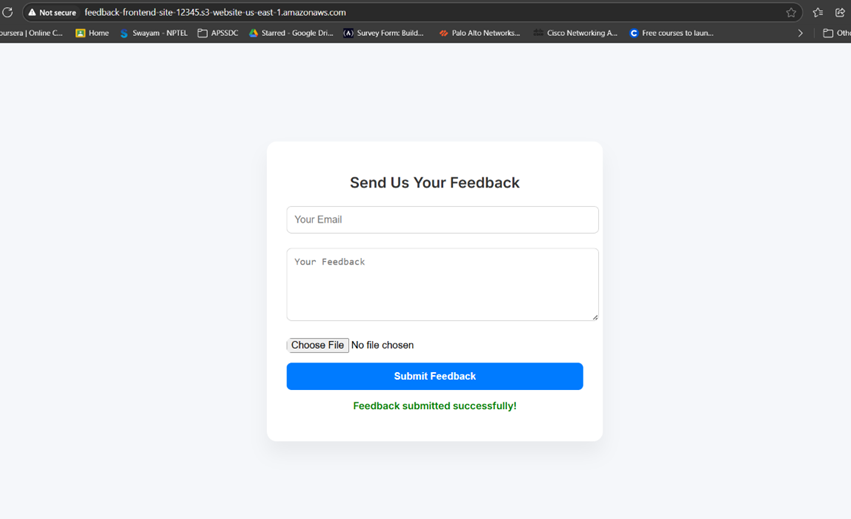 Not secure feedback-frontend-site-12345.s3-website-us-east-1.amazonaws.com
oursera | Online C... Home Swayam - NPTEL APSSDC Starred - Google Dri... (A) Survey Form: Build... Palo Alto Networks... Cisco Networking A... C Free courses to laun... Othe
Send Us Your Feedback
Your Email
Your Feedback
Choose File No file chosen
Submit Feedback
Feedback submitted successfully!